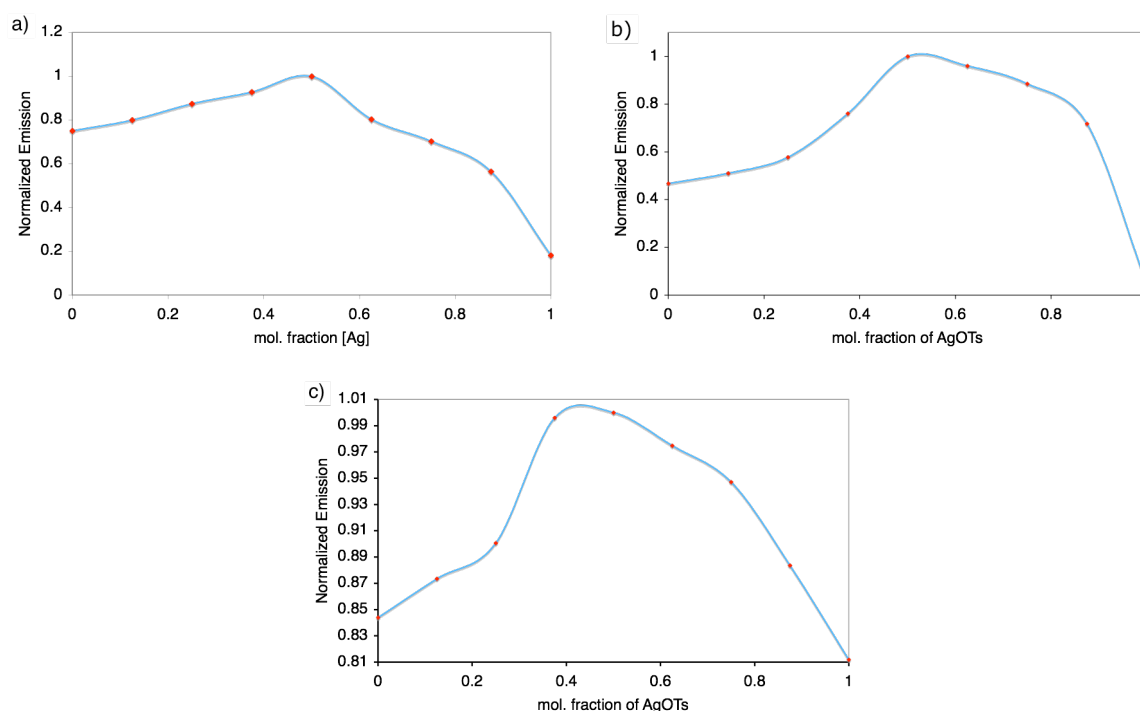 a)
1.2
1
0.8
0.6
0.4
0.2
0
Normalized Emission
0 0.2 0.4 0.6 0.8 1
mol. fraction [Ag]
b)
1
0.8
0.6
0.4
0.2
0
Normalized Emission
0 0.2 0.4 0.6 0.8
mol. fraction of AgOTs
c)
1.01
0.99
0.97
0.95
0.93
0.91
0.89
0.87
0.85
0.83
0.81
Normalized Emission
0 0.2 0.4 0.6 0.8 1
mol. fraction of AgOTs